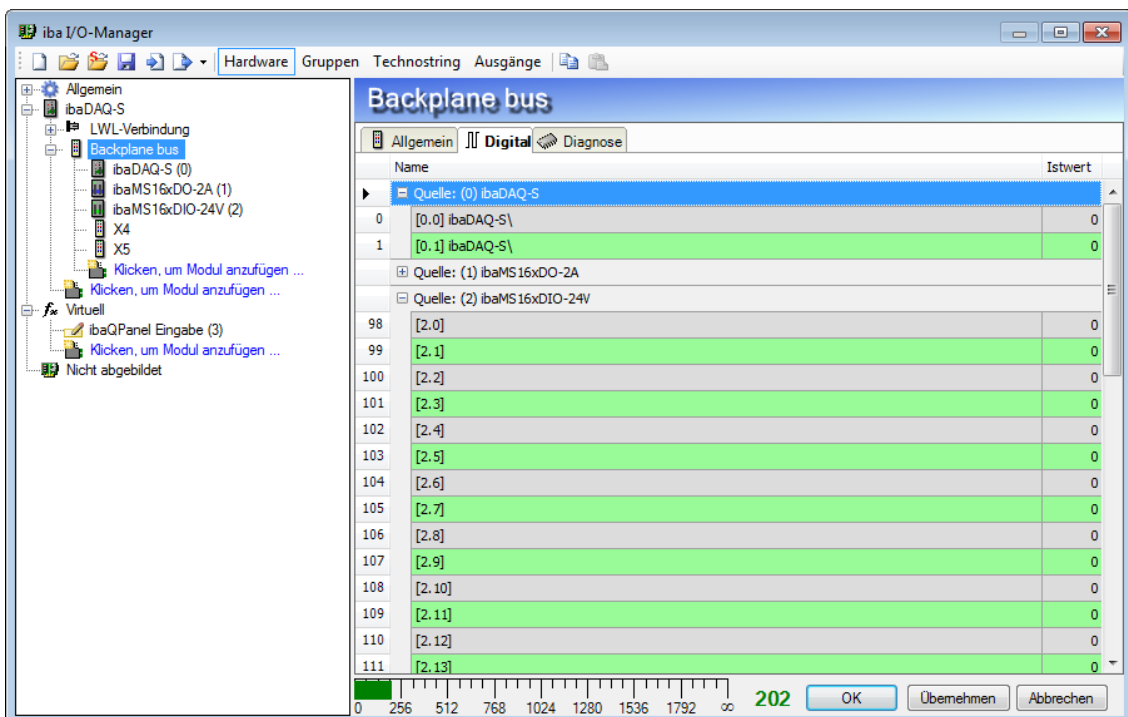 iba I/O-Manager
Hardware Gruppen Technostring Ausgänge
Allgemein
ibaDAQ-S
LWL-Verbindung
Backplane bus
ibaDAQ-S (0)
ibaMS16xDO-2A (1)
ibaMS16xDIO-24V (2)
X4
X5
Klicken, um Modul anzufügen ...
Klicken, um Modul anzufügen ...
Virtuell
ibaQPanel Eingabe (3)
Klicken, um Modul anzufügen ...
Nicht abgebildet
Backplane bus
Allgemein Digital Diagnose
Name Istwert
Quelle: (0) ibaDAQ-S
0 [0.0] ibaDAQ-S\ 0
1 [0.1] ibaDAQ-S\ 0
Quelle: (1) ibaMS16xDO-2A
Quelle: (2) ibaMS16xDIO-24V
98 [2.0] 0
99 [2.1] 0
100 [2.2] 0
101 [2.3] 0
102 [2.4] 0
103 [2.5] 0
104 [2.6] 0
105 [2.7] 0
106 [2.8] 0
107 [2.9] 0
108 [2.10] 0
109 [2.11] 0
110 [2.12] 0
111 [2.13] 0
0 256 512 768 1024 1280 1536 1792 ∞ 202 OK Übernehmen Abbrechen